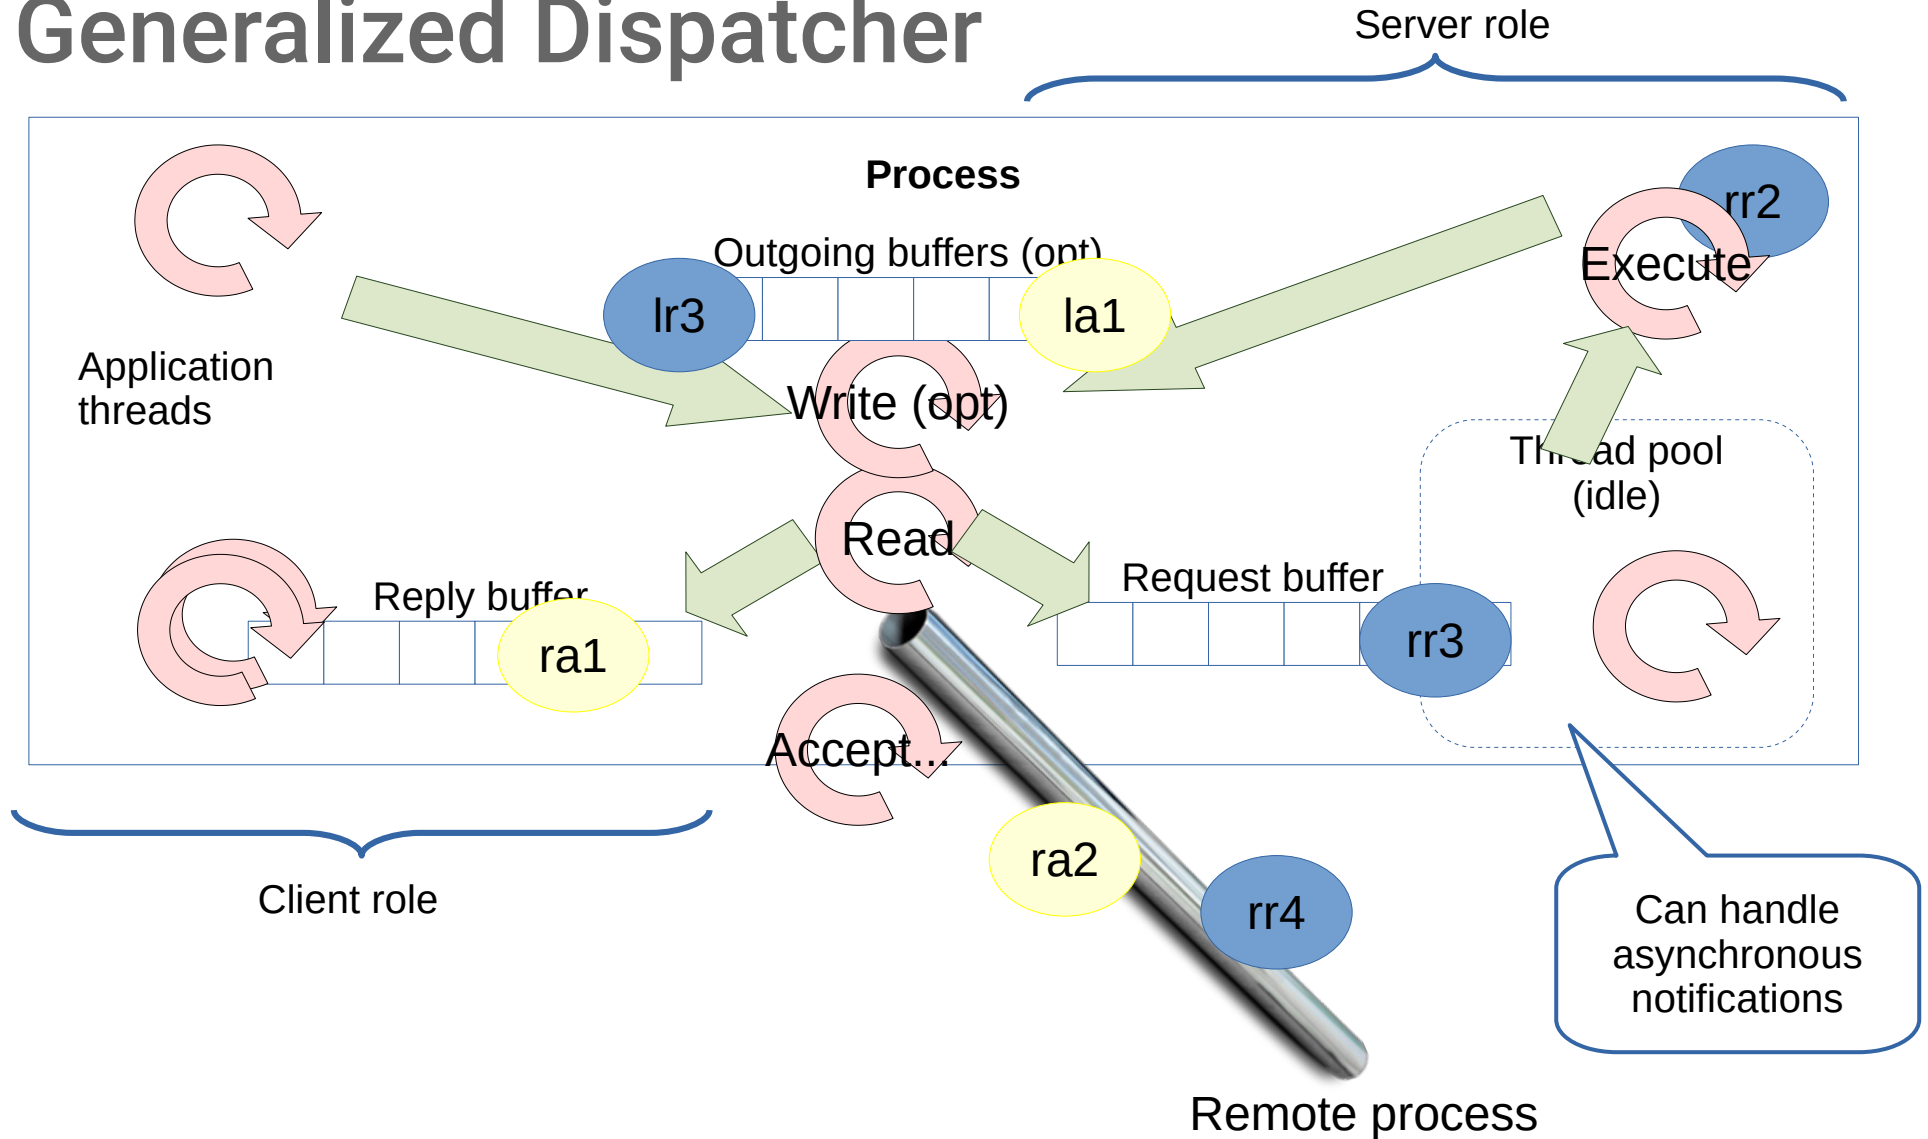 Generalized Dispatcher
Server role
Process
rr2
Outgoing buffers (opt)
Execute
lr3
la1
Application
threads
Write (opt)
Thread pool
(idle)
Read
Reply buffer
Request buffer
ra1
rr3
Accept...
ra2
Client role
rr4
Can handle
asynchronous
notifications
Remote process